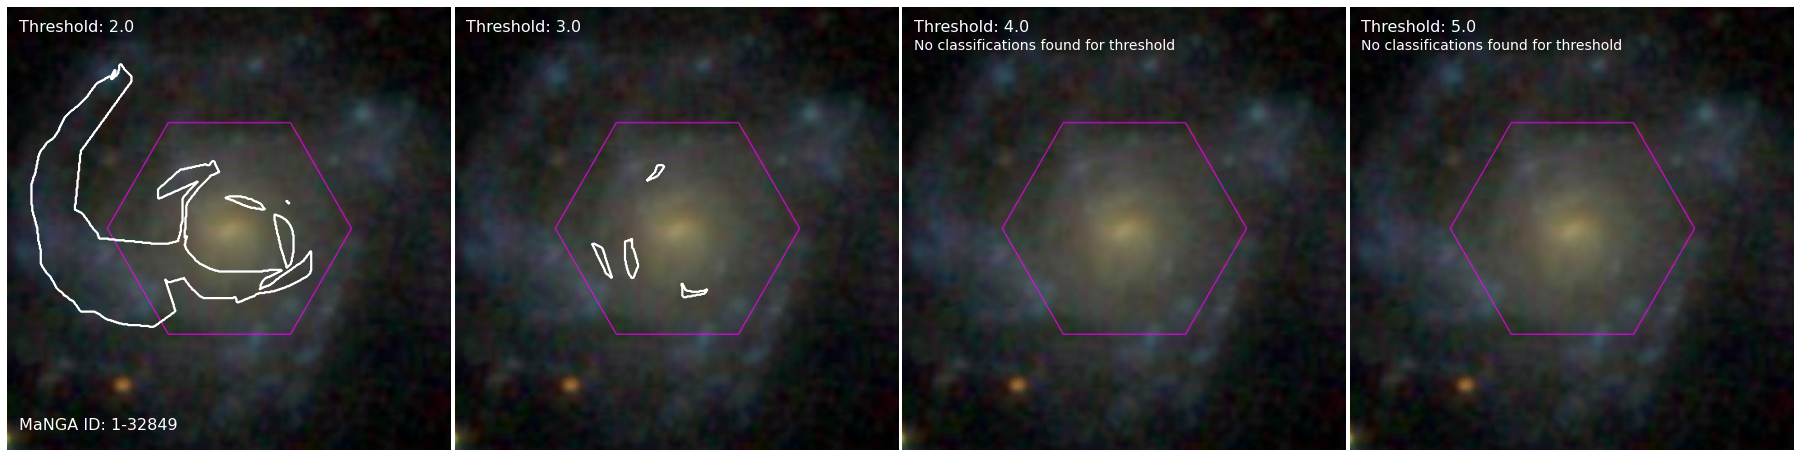 Threshold: 2.0
MaNGA ID: 1-32849
Threshold: 3.0
Threshold: 4.0
No classifications found for threshold
Threshold: 5.0
No classifications found for threshold